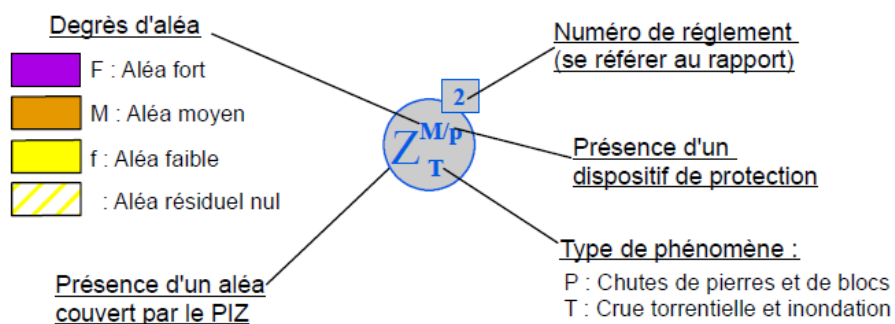 Degrès d'aléa
F : Aléa fort
M : Aléa moyen
f : Aléa faible
: Aléa résiduel nul
Présence d'un aléa
couvert par le PIZ
2
Z M/p
T
Numéro de réglement
(se référer au rapport)
Présence d'un
dispositif de protection
Type de phénomène :
P : Chutes de pierres et de blocs
T : Crue torrentielle et inondation